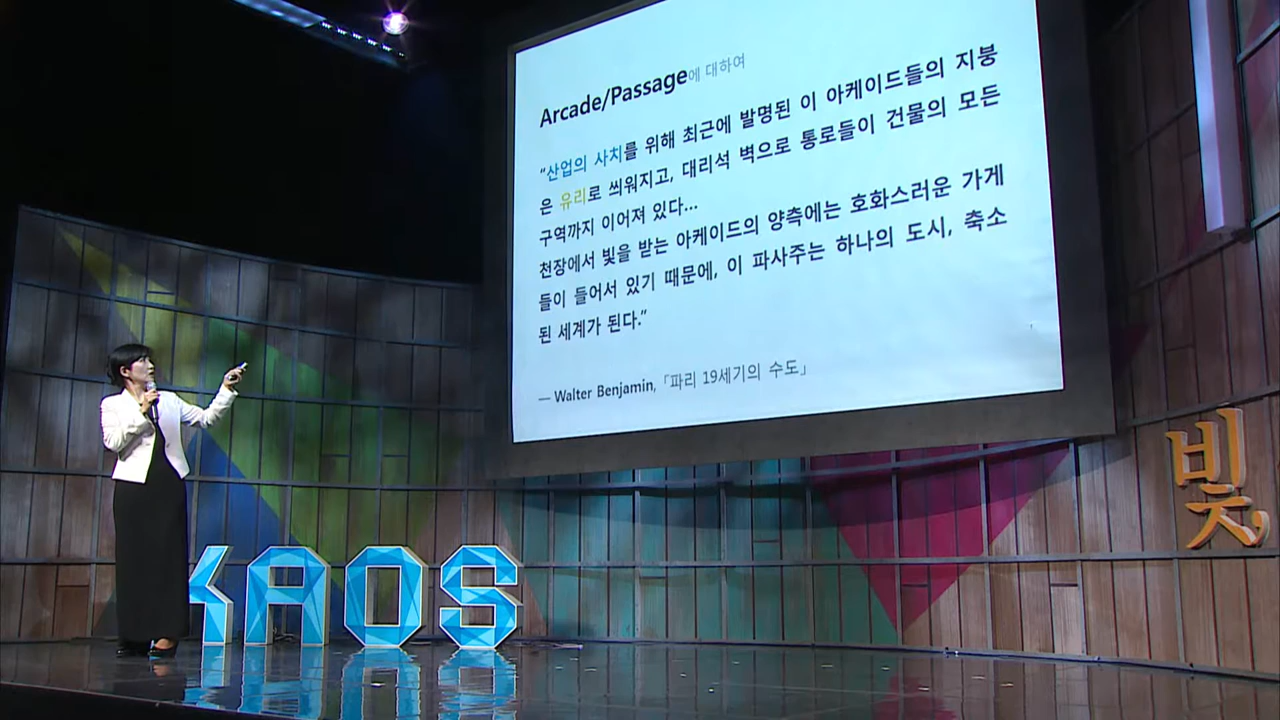 Arcade/Passage에 대하여
“산업의 사치를 위해 최근에 발명된 이 아케이드들의 지붕
은 유리로 씌워지고, 대리석 벽으로 통로들이 건물의 모든
구역까지 이어져 있다...
천장에서 빛을 받는 아케이드의 양측에는 호화스러운 가게
들이 들어서 있기 때문에, 이 파사주는 하나의 도시, 축소
된 세계가 된다.”
— Walter Benjamin, 「파리 19세기의 수도」
KAOS
빛,